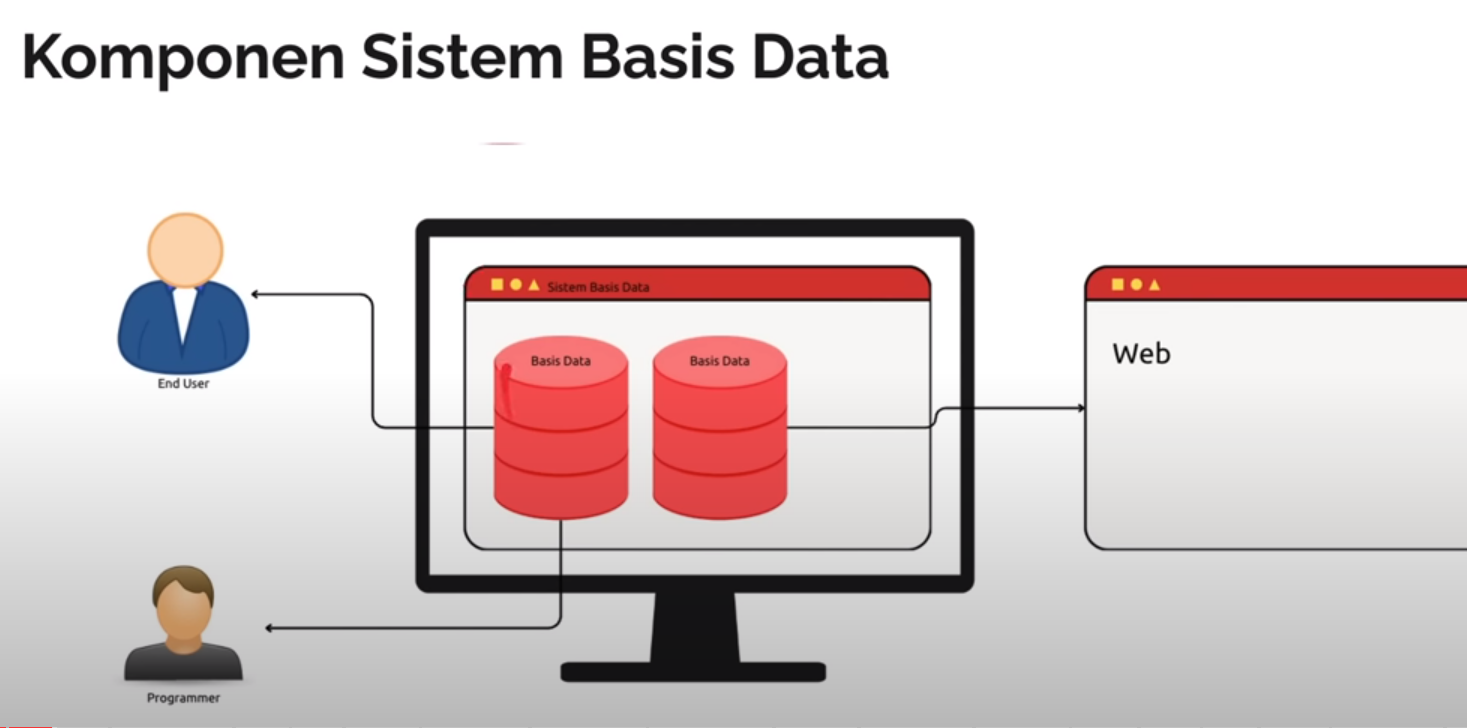 Komponen Sistem Basis Data
Sistem Basis Data
Basis Data
Basis Data
Web
End User
Programmer